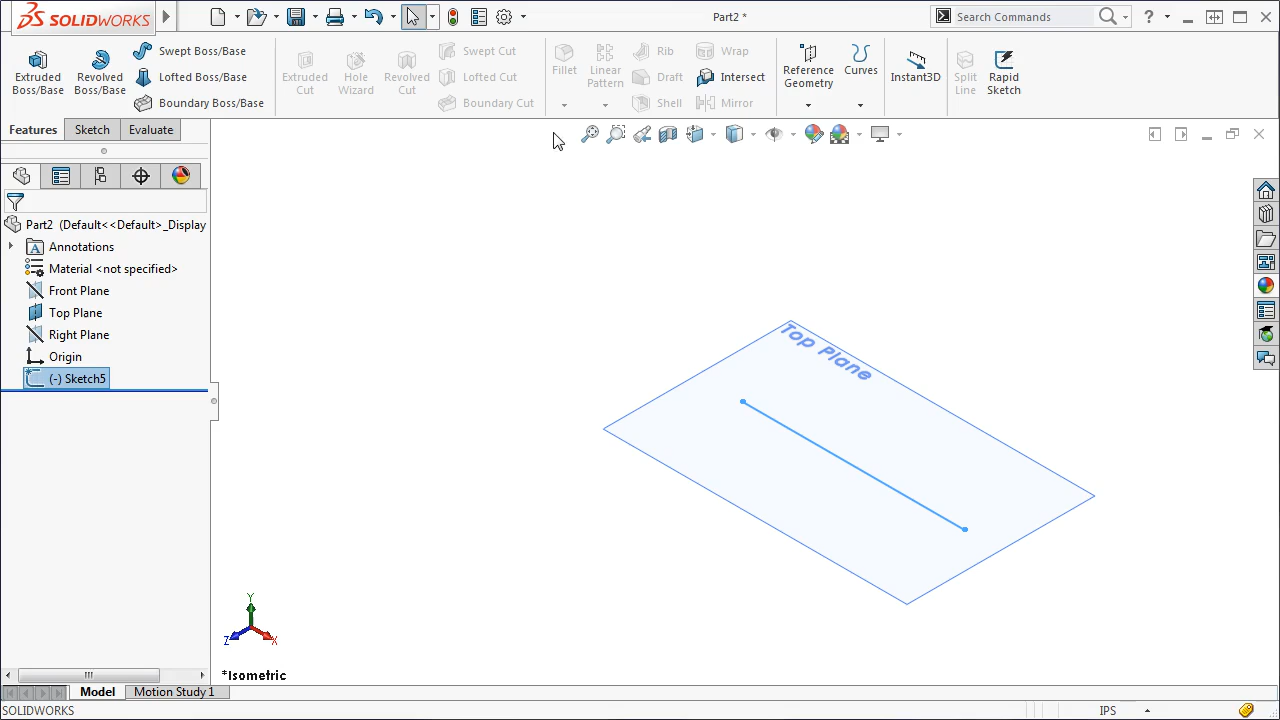 SOLIDWORKS
Part2 *
Search Commands
?
Extruded
Boss/Base
Revolved
Boss/Base
Swept Boss/Base
Lofted Boss/Base
Boundary Boss/Base
Extruded
Cut
Hole
Wizard
Revolved
Cut
Swept Cut
Lofted Cut
Boundary Cut
Fillet
Linear
Pattern
Rib
Draft
Shell
Wrap
Intersect
Mirror
Reference
Geometry
Curves
Instant3D
Split
Line
Rapid
Sketch
Features
Sketch
Evaluate
Part2 (Default<<Default>_Display
A Annotations
Material <not specified>
Front Plane
Top Plane
Right Plane
Origin
(-) Sketch5
Top Plane
Y
Z
X
*Isometric
Model
Motion Study 1
SOLIDWORKS
IPS